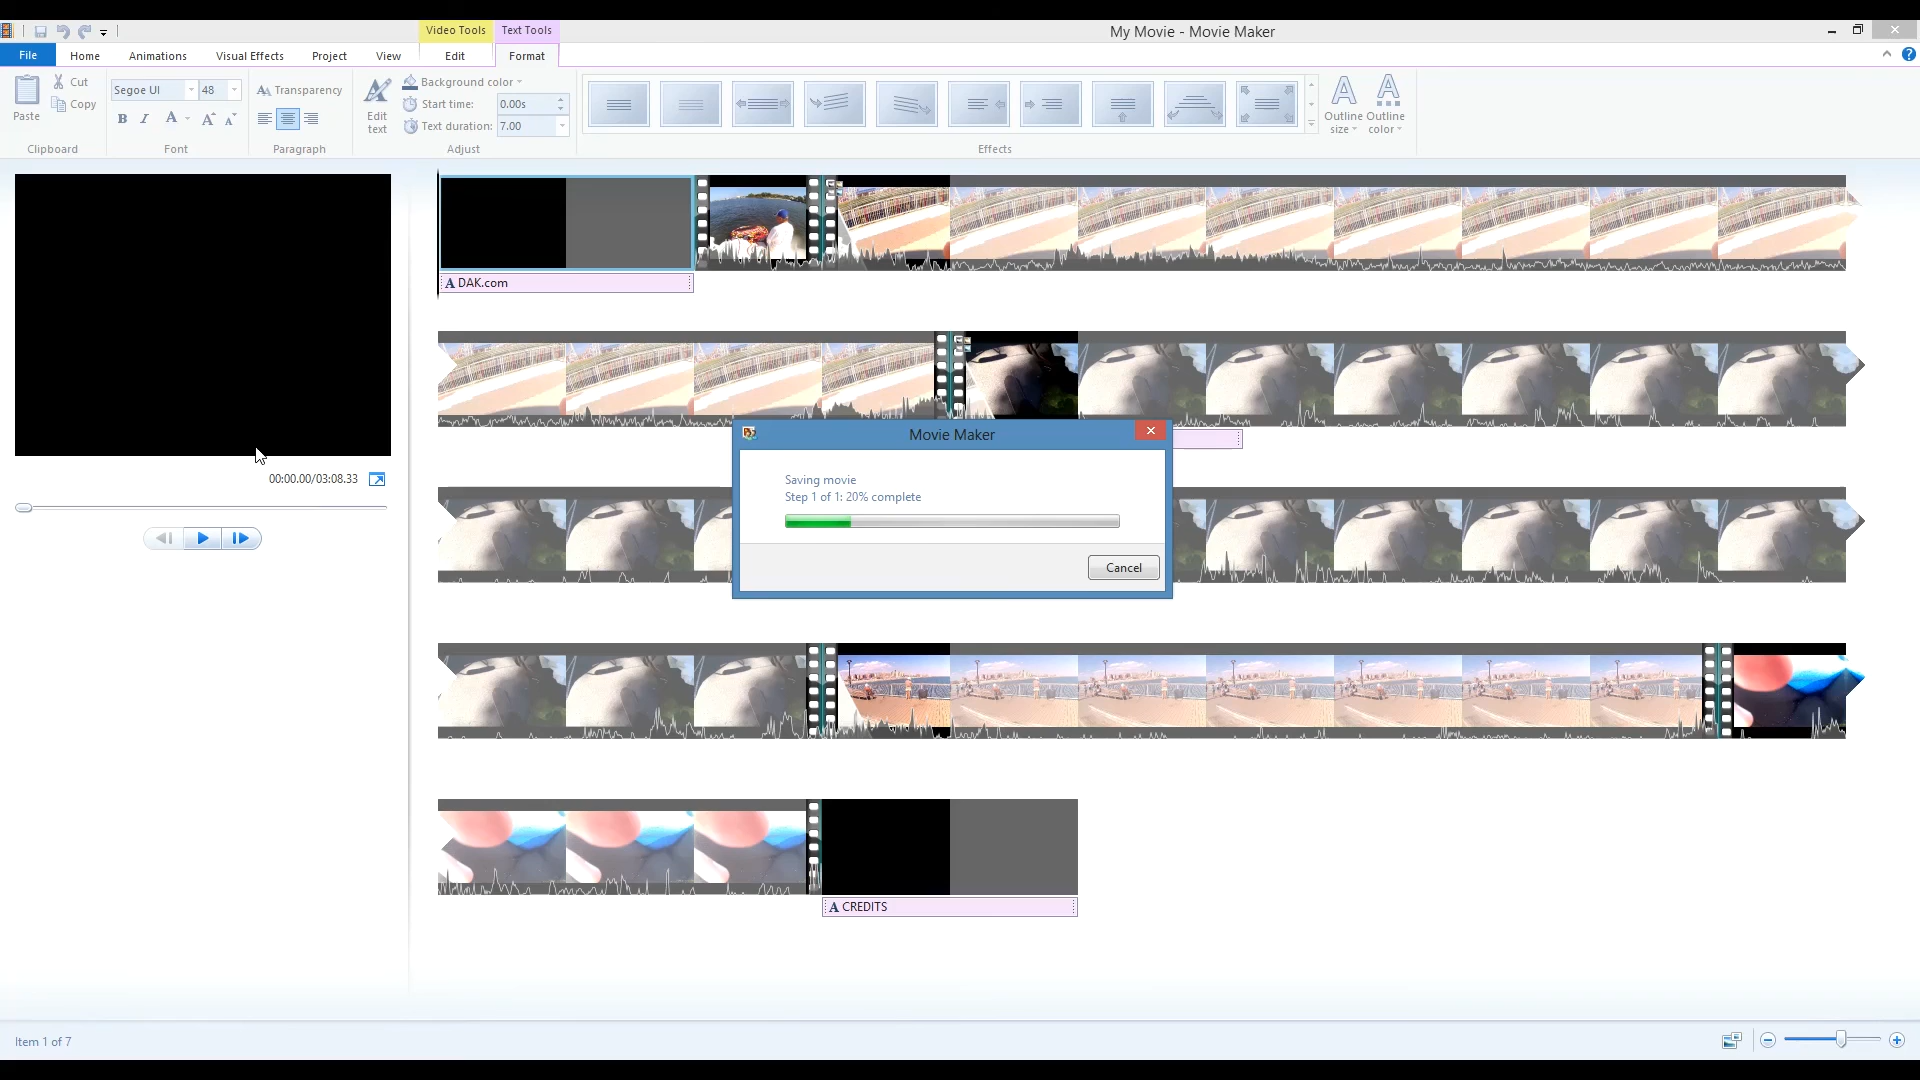 Video Tools
Text Tools
My Movie - Movie Maker
File
Home
Animations
Visual Effects
Project
View
Edit
Format
Paste
Cut
Copy
Clipboard
Segoe UI
48
B I A A A
Font
Transparency
Paragraph
Edit text
Background color
Start time: 0.00s
Text duration: 7.00
Adjust
Effects
Outline size
Outline color
A DAK.com
00:00.00/03:08.33
Movie Maker
Saving movie
Step 1 of 1: 20% complete
Cancel
A CREDITS
Item 1 of 7